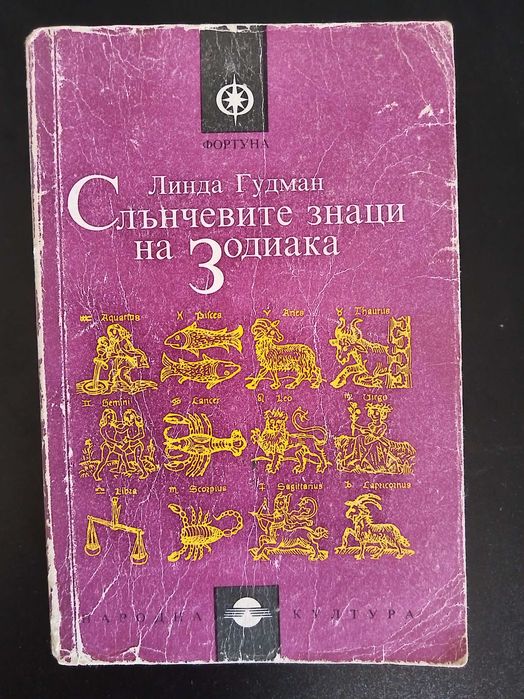 ФОРТУНА
Линда Гудман
Слънчевите знаци
на Зодиака
♒ Aquarius ♓ Pisces ♈ Aries ♉ Thaurus
♊ Gemini ♋ Cancer ♌ Leo ♍ Virgo
♎ Libra ♏ Scorpius ♐ Sagittarius ♑ Capricornus
НАРОДНА КУЛТУРА